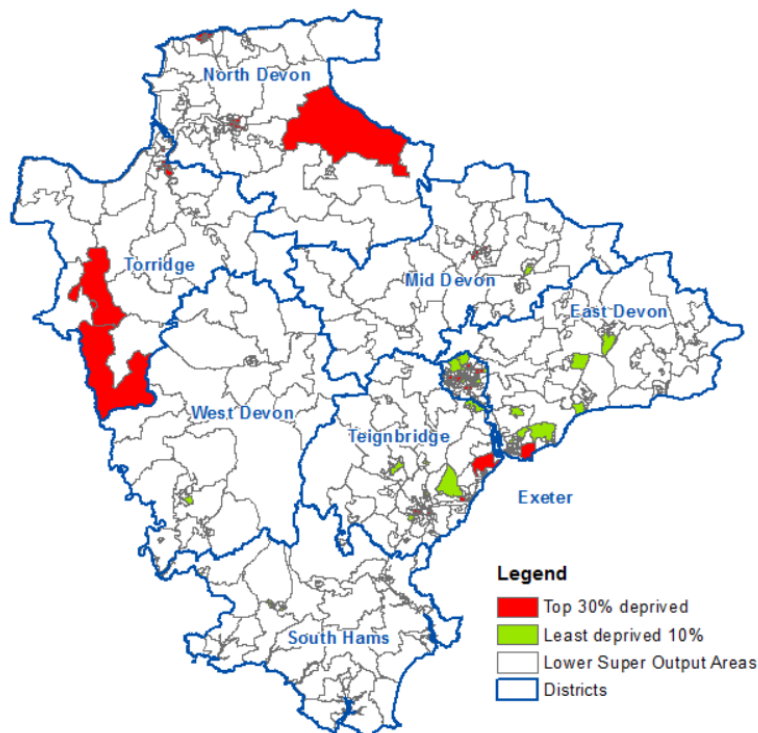 North Devon
Torridge
Mid Devon
East Devon
West Devon
Teignbridge
Exeter
South Hams
Legend
Top 30% deprived
Least deprived 10%
Lower Super Output Areas
Districts